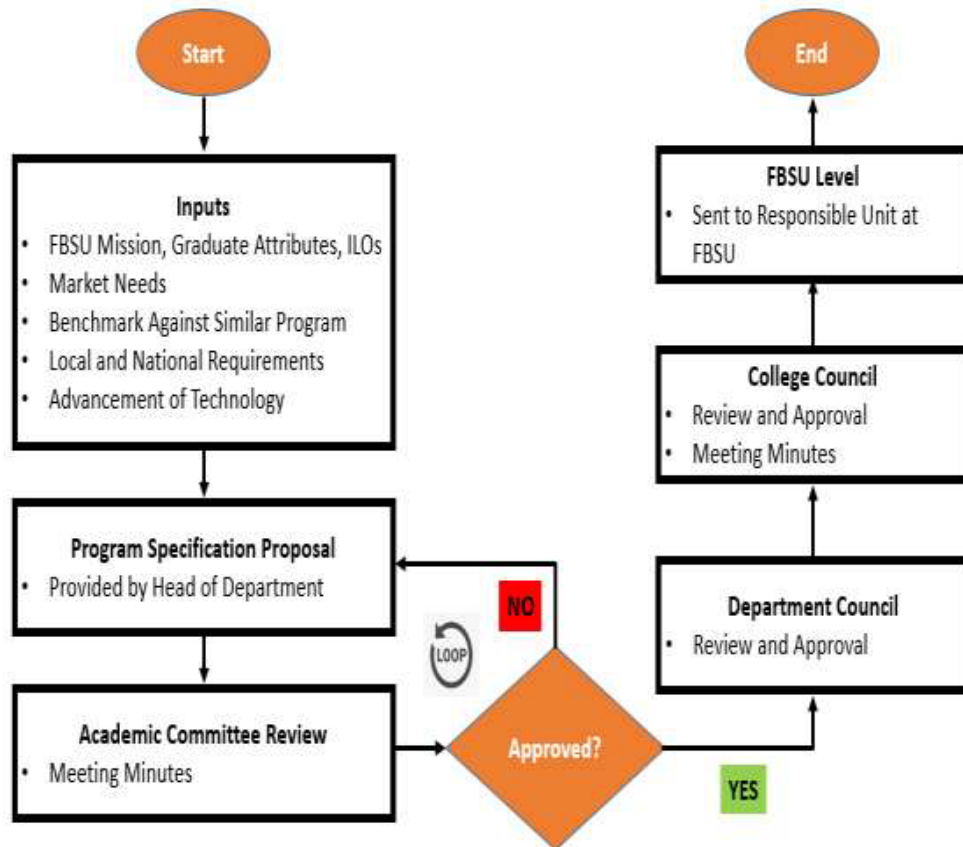 Start
Inputs
• FBSU Mission, Graduate Attributes, ILOs
• Market Needs
• Benchmark Against Similar Program
• Local and National Requirements
• Advancement of Technology
Program Specification Proposal
• Provided by Head of Department
Academic Committee Review
• Meeting Minutes
LOOP
NO
Approved?
YES
Department Council
• Review and Approval
College Council
• Review and Approval
• Meeting Minutes
FBSU Level
• Sent to Responsible Unit at
FBSU
End